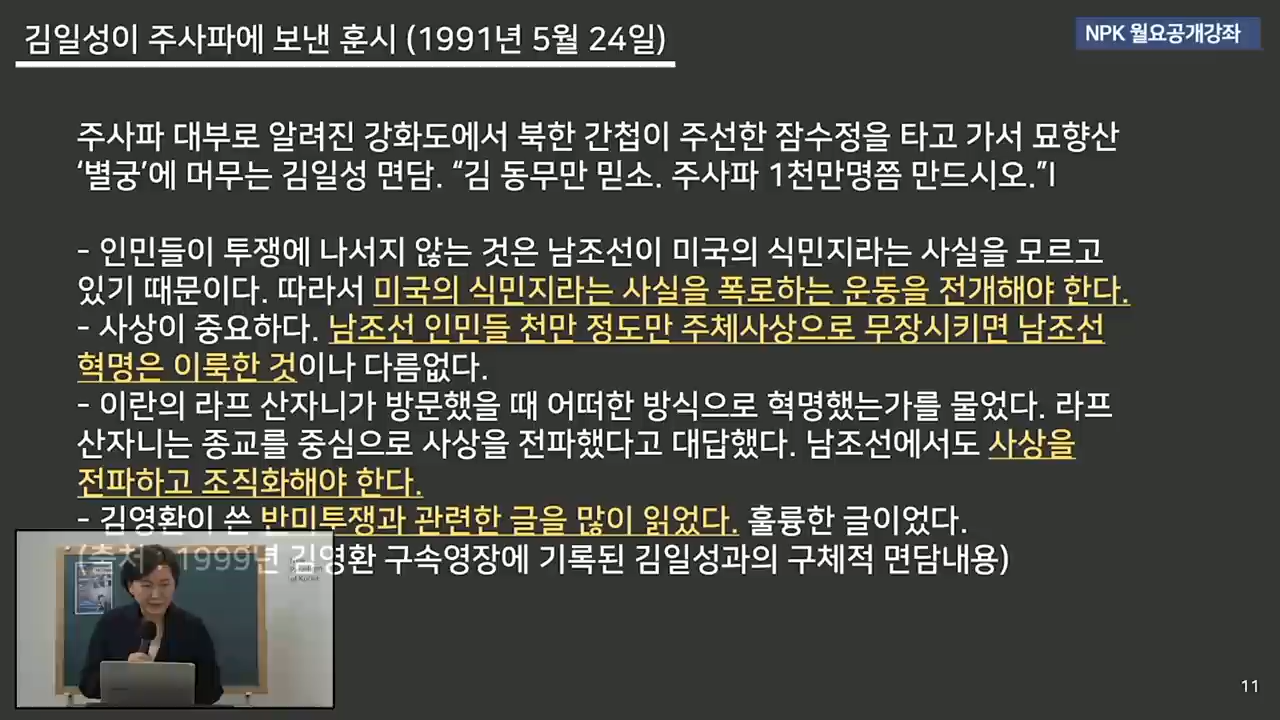 김일성이 주사파에 보낸 훈시 (1991년 5월 24일)
NPK 월요공개강좌
주사파 대부로 알려진 강화도에서 북한 간첩이 주선한 잠수정을 타고 가서 묘향산
‘별궁’에 머무는 김일성 면담. “김 동무만 믿소. 주사파 1천만명쯤 만드시오.”l
- 인민들이 투쟁에 나서지 않는 것은 남조선이 미국의 식민지라는 사실을 모르고
있기 때문이다. 따라서 미국의 식민지라는 사실을 폭로하는 운동을 전개해야 한다.
- 사상이 중요하다. 남조선 인민들 천만 정도만 주체사상으로 무장시키면 남조선
혁명은 이룩한 것이나 다름없다.
- 이란의 라프 산자니가 방문했을 때 어떠한 방식으로 혁명했는가를 물었다. 라프
산자니는 종교를 중심으로 사상을 전파했다고 대답했다. 남조선에서도 사상을
전파하고 조직화해야 한다.
- 김영환이 쓴 반미투쟁과 관련한 글을 많이 읽었다. 훌륭한 글이었다.
(출처 1999년 김영환 구속영장에 기록된 김일성과의 구체적 면담내용)
11